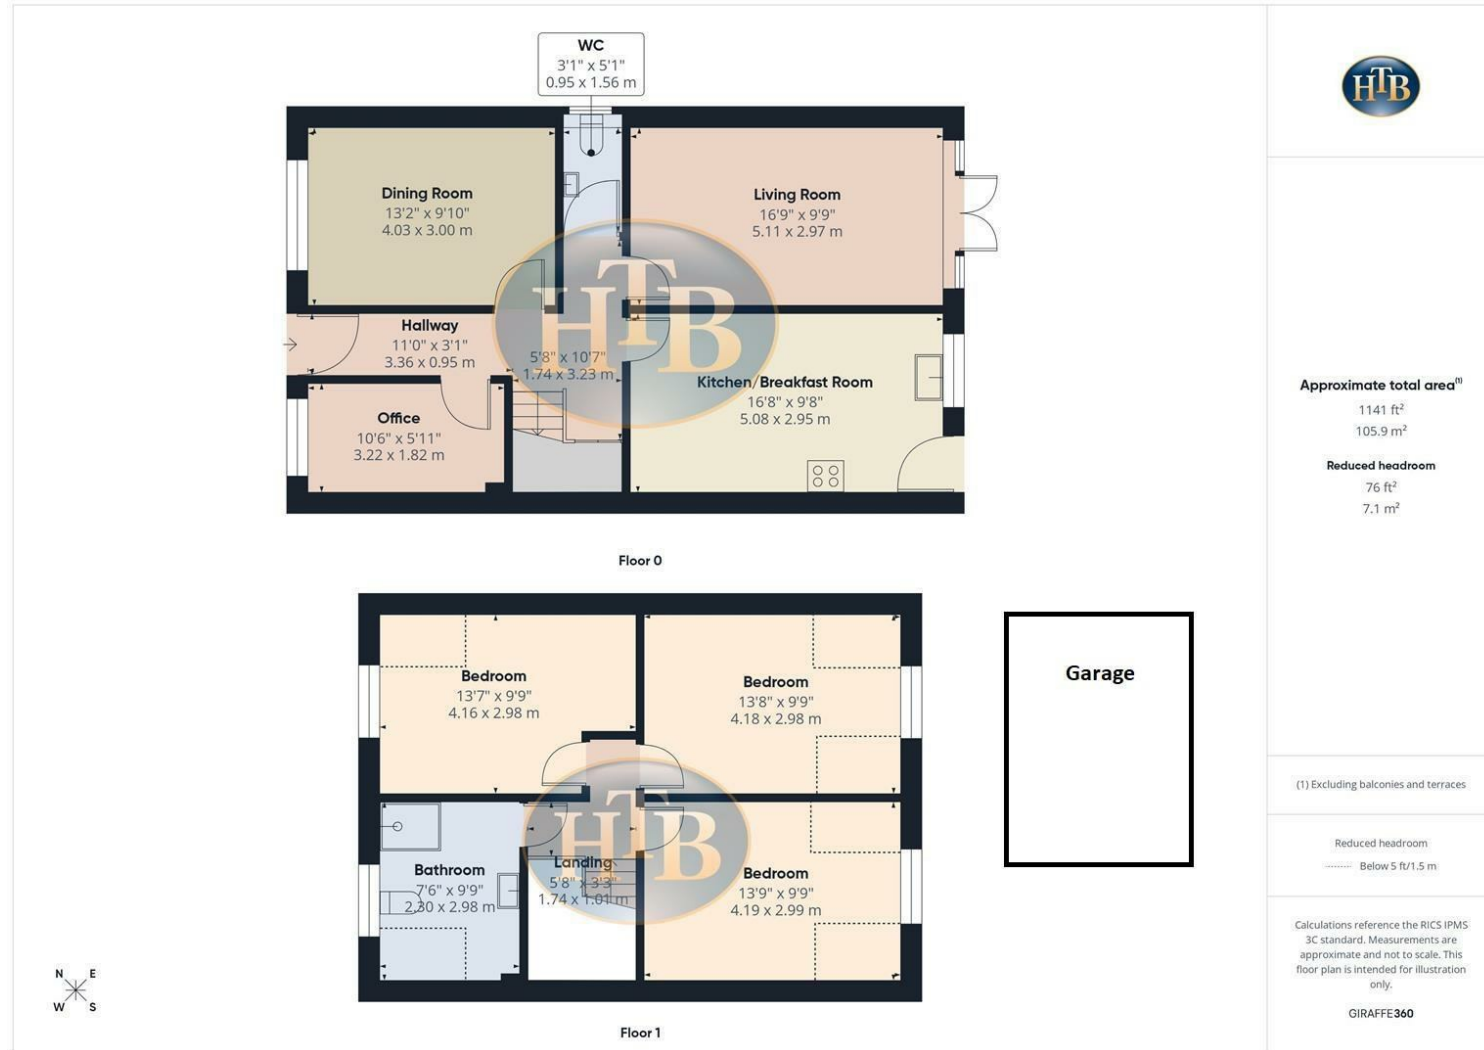 WC
3'1" x 5'1"
0.95 x 1.56 m
Dining Room
13'2" x 9'10"
4.03 x 3.00 m
Living Room
16'9" x 9'9"
5.11 x 2.97 m
Hallway
11'0" x 3'1"
3.36 x 0.95 m
5'8" x 10'7"
1.74 x 3.23 m
Kitchen/Breakfast Room
16'8" x 9'8"
5.08 x 2.95 m
Office
10'6" x 5'11"
3.22 x 1.82 m
HTB
Floor 0
Bedroom
13'7" x 9'9"
4.16 x 2.98 m
Bedroom
13'8" x 9'9"
4.18 x 2.98 m
Bathroom
7'6" x 9'9"
2.30 x 2.98 m
Landing
5'8" x 3'3"
1.74 x 1.01 m
Bedroom
13'9" x 9'9"
4.19 x 2.99 m
HTB
Floor 1
Garage
N E
W S
HTB
Approximate total area(1)
1141 ft²
105.9 m²
Reduced headroom
76 ft²
7.1 m²
(1) Excluding balconies and terraces
Reduced headroom
Below 5 ft/1.5 m
Calculations reference the RICS IPMS
3C standard. Measurements are
approximate and not to scale. This
floor plan is intended for illustration
only.
GIRAFFE360